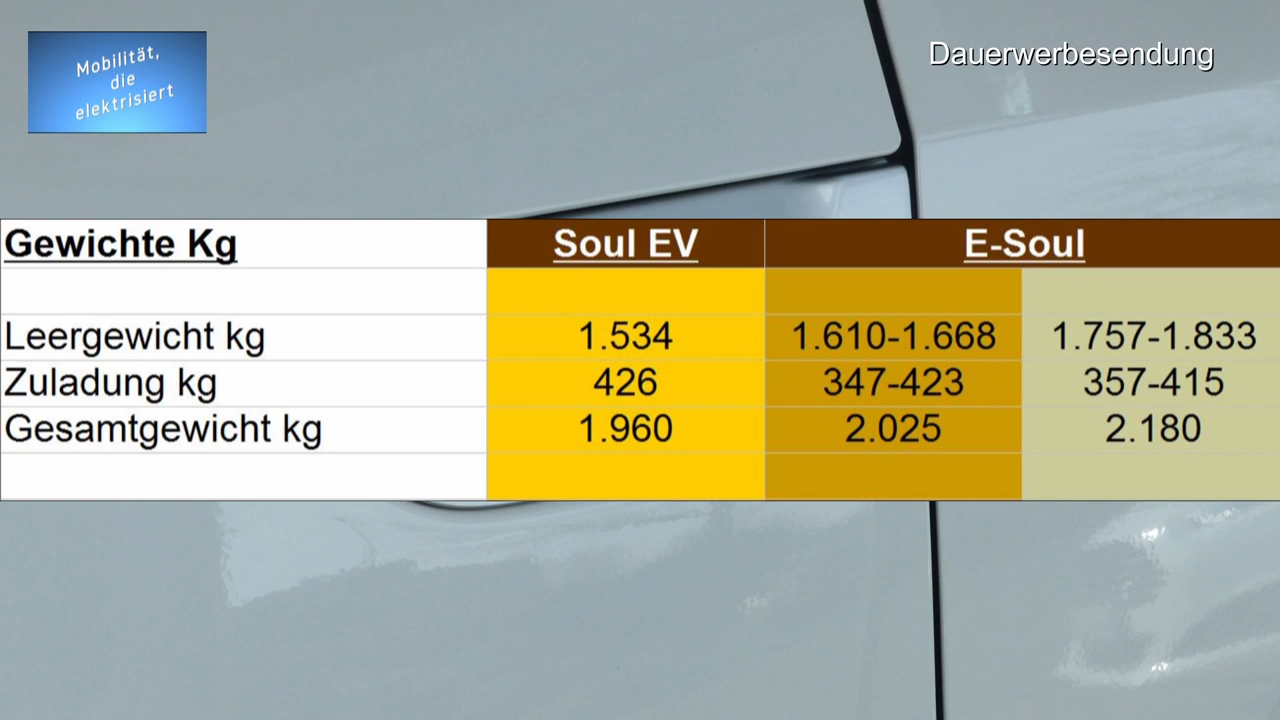 Mobilität,
die
elektrisiert
Dauerwerbesendung
Gewichte Kg Soul EV E-Soul
Leergewicht kg 1.534 1.610-1.668 1.757-1.833
Zuladung kg 426 347-423 357-415
Gesamtgewicht kg 1.960 2.025 2.180